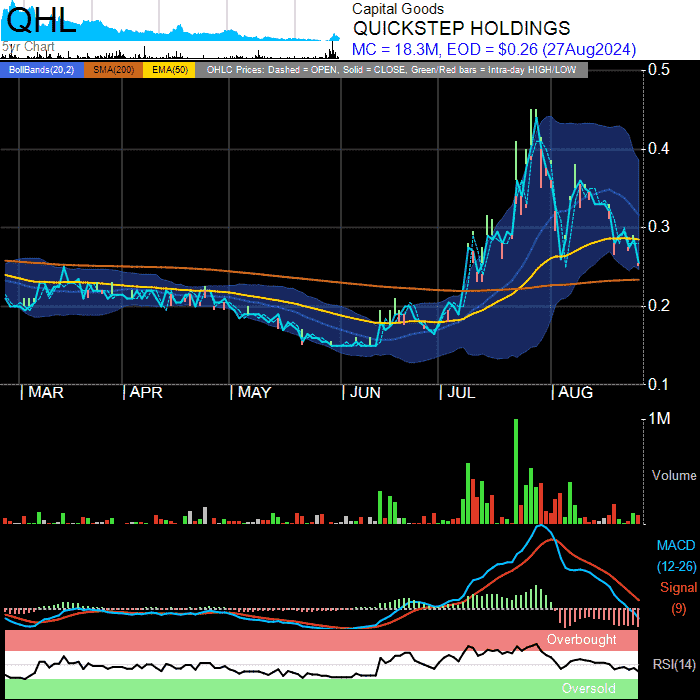 QHL
5yr Chart
Capital Goods
QUICKSTEP HOLDINGS
MC = 18.3M, EOD = $0.26 (27Aug2024)
BollBands(20,2) SMA(200) EMA(50) OHLC Prices: Dashed = OPEN, Solid = CLOSE, Green/Red bars = Intra-day HIGH/LOW
0.5
0.4
0.3
0.2
0.1
| MAR | APR | MAY | JUN | JUL | AUG
1M
Volume
MACD
(12-26)
Signal
(9)
Overbought
RSI(14)
Oversold